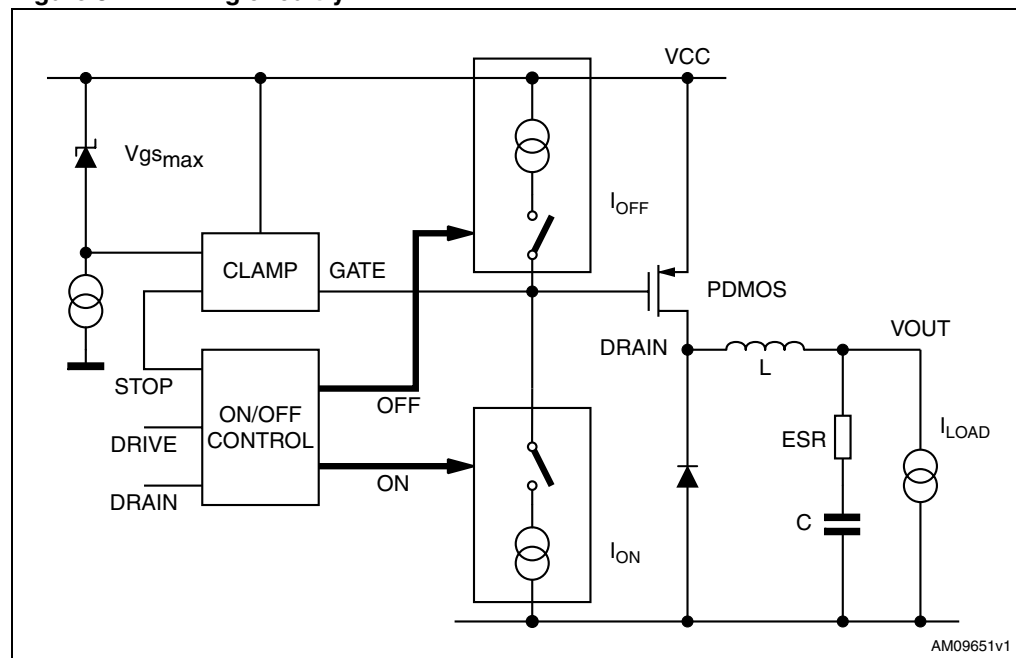 VCC
Vgsmax
IOFF
CLAMP
GATE
PDMOS
VOUT
DRAIN
L
STOP
OFF
ON/OFF
CONTROL
DRIVE
ESR
ILOAD
ON
DRAIN
C
ION
AM09651v1